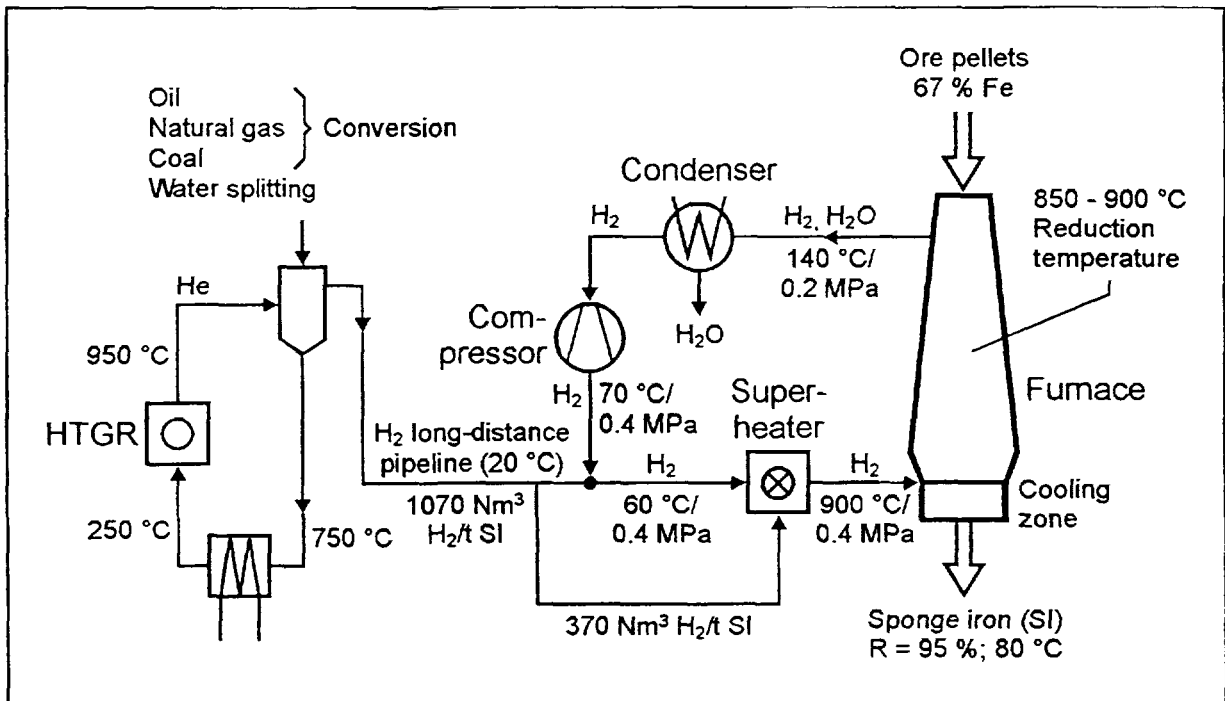 Oil
Natural gas
Coal
Water splitting
Conversion
He
950 °C
HTGR
250 °C
750 °C
H₂ long-distance
pipeline (20 °C)
1070 Nm³
H₂/t SI
370 Nm³ H₂/t SI
Condenser
H₂
H₂O
H₂, H₂O
140 °C/
0.2 MPa
Com-
pressor
H₂
70 °C/
0.4 MPa
Super-
heater
H₂
60 °C/
0.4 MPa
H₂
900 °C/
0.4 MPa
Ore pellets
67 % Fe
850 - 900 °C
Reduction
temperature
Furnace
Cooling
zone
Sponge iron (SI)
R = 95 %; 80 °C